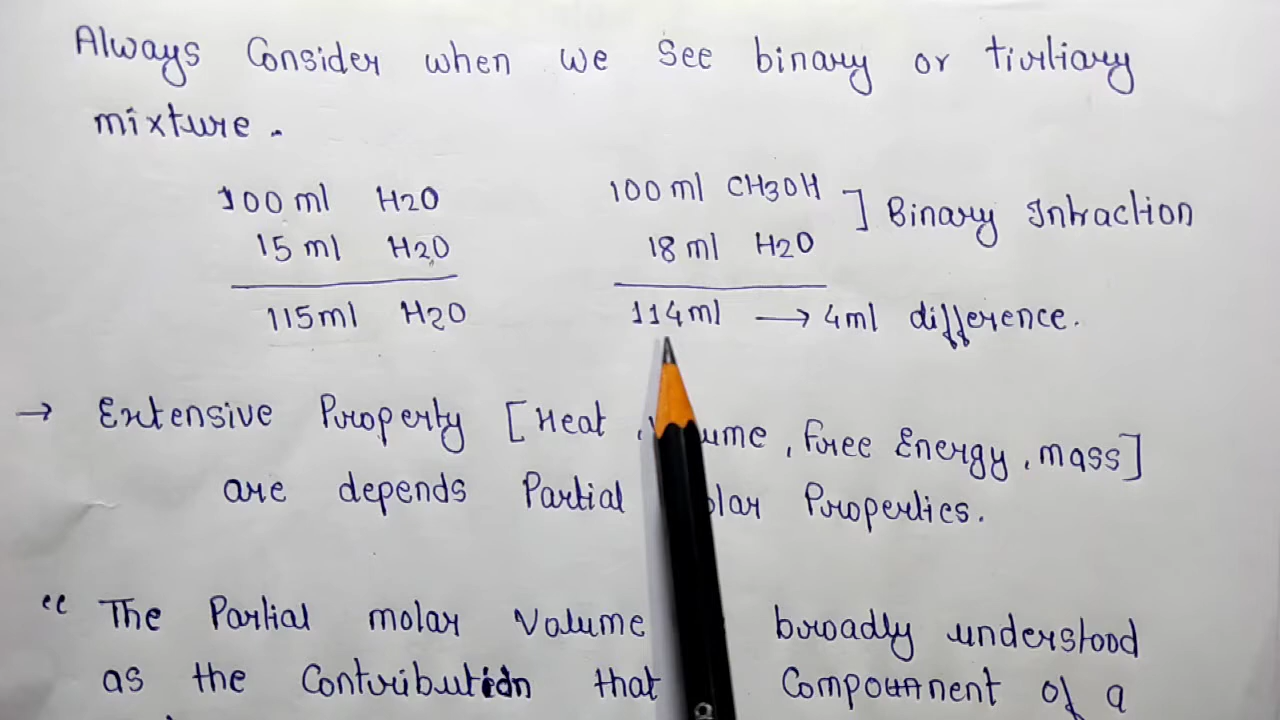 Always Consider when we see binary or tirliary
mixture.
100 ml H2O
15 ml H2O
115ml H2O
100 ml CH3OH
18 ml H2O
] Binary Intraction
114ml → 4ml difference.
→ Extensive Property [Heat, ume, free Energy, mass]
are depends Partial olar Properties.
“ The Partial molar Volume broadly understood
as the Contribution that Of a